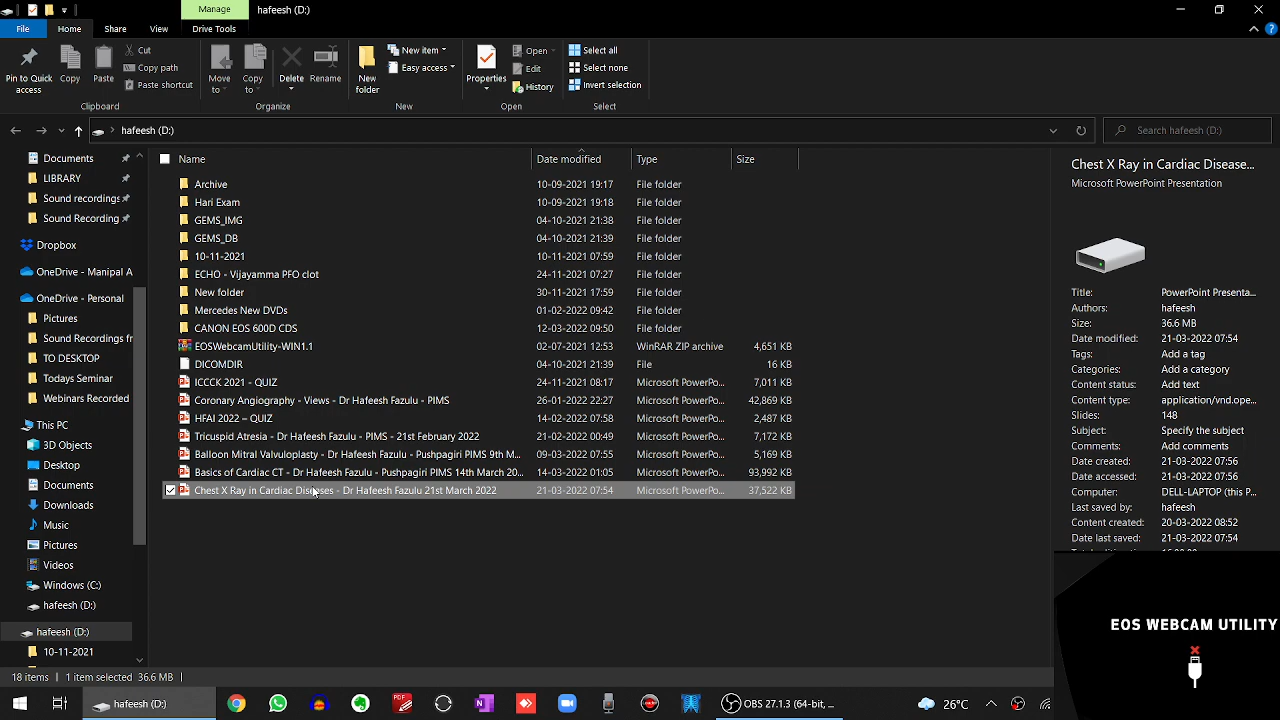 Manage
hafeesh (D:)
File
Home
Share
View
Drive Tools
Pin to Quick access
Copy
Paste
Cut
Copy path
Paste shortcut
Move to
Copy to
Delete
Rename
New folder
New item
Easy access
Properties
Open
Edit
History
Select all
Select none
Invert selection
Clipboard
Organize
New
Open
Select
hafeesh (D:)
Search hafeesh (D:)
Documents
LIBRARY
Sound recordings
Sound Recording
Dropbox
OneDrive - Manipal A
OneDrive - Personal
Pictures
Sound Recordings fr
TO DESKTOP
Todays Seminar
Webinars Recorded
This PC
3D Objects
Desktop
Documents
Downloads
Music
Pictures
Videos
Windows (C:)
hafeesh (D:)
hafeesh (D:)
10-11-2021
Name Date modified Type Size
Archive 10-09-2021 19:17 File folder
Hari Exam 10-09-2021 19:18 File folder
GEMS_IMG 04-10-2021 21:38 File folder
GEMS_DB 04-10-2021 21:39 File folder
10-11-2021 10-11-2021 07:59 File folder
ECHO - Vijayamma PFO clot 24-11-2021 07:27 File folder
New folder 30-11-2021 17:59 File folder
Mercedes New DVDs 01-02-2022 09:42 File folder
CANON EOS 600D CDS 12-03-2022 09:50 File folder
EOSWebcamUtility-WIN1.1 02-07-2021 12:53 WinRAR ZIP archive 4,651 KB
DICOMDIR 04-10-2021 21:39 File 16 KB
ICCCK 2021 - QUIZ 24-11-2021 08:17 Microsoft PowerPo... 7,011 KB
Coronary Angiography - Views - Dr Hafeesh Fazulu - PIMS 26-01-2022 22:27 Microsoft PowerPo... 42,869 KB
HFAI 2022 – QUIZ 14-02-2022 07:58 Microsoft PowerPo... 2,487 KB
Tricuspid Atresia - Dr Hafeesh Fazulu - PIMS - 21st February 2022 21-02-2022 00:49 Microsoft PowerPo... 7,172 KB
Balloon Mitral Valvuloplasty - Dr Hafeesh Fazulu - Pushpagiri PIMS 9th M... 09-03-2022 07:55 Microsoft PowerPo... 5,169 KB
Basics of Cardiac CT - Dr Hafeesh Fazulu - Pushpagiri PIMS 14th March 20... 14-03-2022 01:05 Microsoft PowerPo... 93,992 KB
Chest X Ray in Cardiac Diseases - Dr Hafeesh Fazulu 21st March 2022 21-03-2022 07:54 Microsoft PowerPo... 37,522 KB
Chest X Ray in Cardiac Disease...
Microsoft PowerPoint Presentation
Title: PowerPoint Presenta...
Authors: hafeesh
Size: 36.6 MB
Date modified: 21-03-2022 07:54
Tags: Add a tag
Categories: Add a category
Content status: Add text
Content type: application/vnd.ope...
Slides: 148
Subject: Specify the subject
Comments: Add comments
Date created: 21-03-2022 07:56
Date accessed: 21-03-2022 07:56
Computer: DELL-LAPTOP (this P...
Last saved by: hafeesh
Content created: 20-03-2022 08:52
Date last saved: 21-03-2022 07:54
EOS WEBCAM UTILITY
18 items 1 item selected 36.6 MB
hafeesh (D:)
OBS 27.1.3 (64-bit, ...
26°C